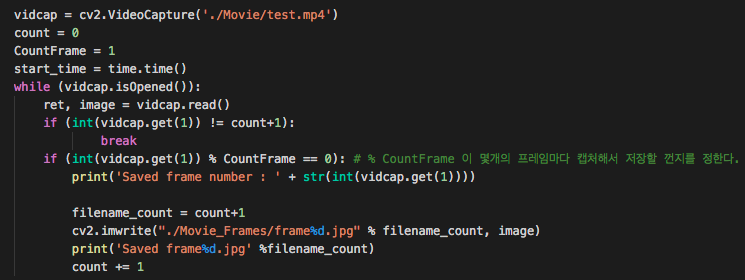 vidcap = cv2.VideoCapture('./Movie/test.mp4')
count = 0
CountFrame = 1
start_time = time.time()
while (vidcap.isOpened()):
    ret, image = vidcap.read()
    if (int(vidcap.get(1)) != count+1):
            break
    if (int(vidcap.get(1)) % CountFrame == 0): # % CountFrame 이 몇개의 프레임마다 캡쳐해서 저장할 껀지를 정한다.
        print('Saved frame number : ' + str(int(vidcap.get(1))))
        filename_count = count+1
        cv2.imwrite("./Movie_Frames/frame%d.jpg" % filename_count, image)
        print('Saved frame%d.jpg' %filename_count)
        count += 1